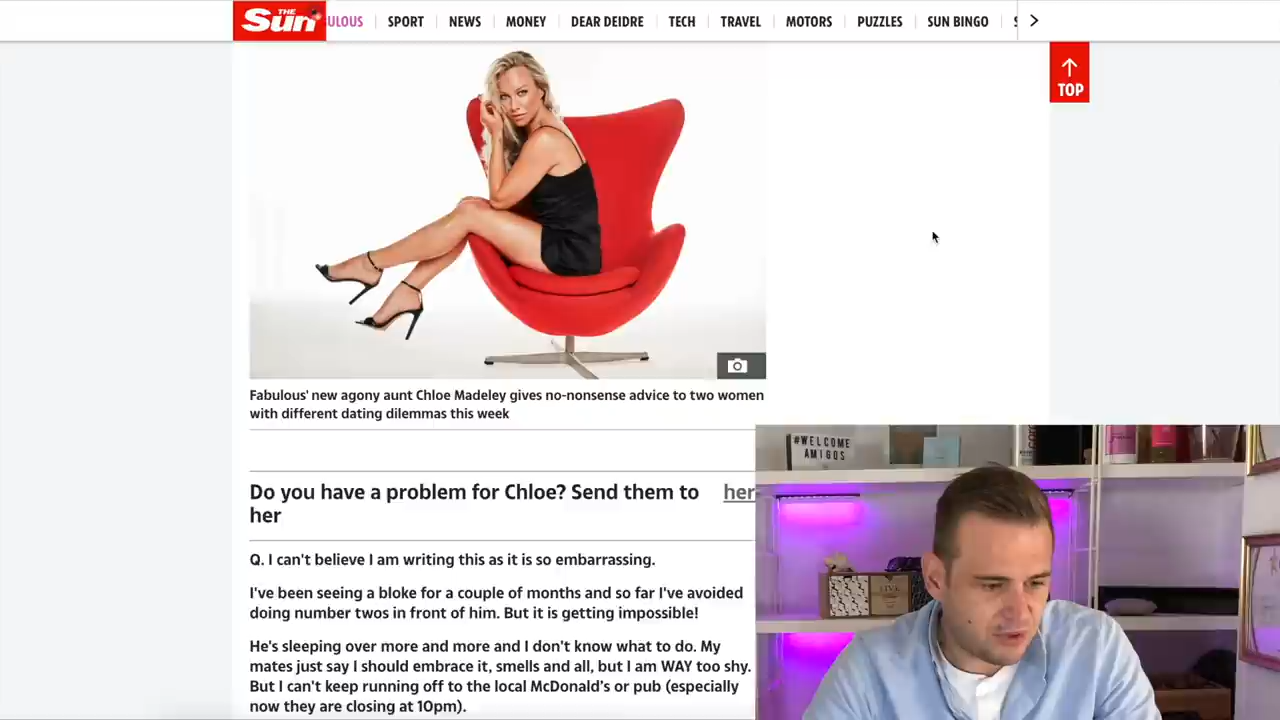 THE Sun
ULOUS SPORT NEWS MONEY DEAR DEIDRE TECH TRAVEL MOTORS PUZZLES SUN BINGO
TOP
Fabulous' new agony aunt Chloe Madeley gives no-nonsense advice to two women
with different dating dilemmas this week
Do you have a problem for Chloe? Send them to her
her
Q. I can't believe I am writing this as it is so embarrassing.
I've been seeing a bloke for a couple of months and so far I've avoided
doing number twos in front of him. But it is getting impossible!
He's sleeping over more and more and I don't know what to do. My
mates just say I should embrace it, smells and all, but I am WAY too shy.
But I can't keep running off to the local McDonald's or pub (especially
now they are closing at 10pm).
#WELCOME
AMIGOS